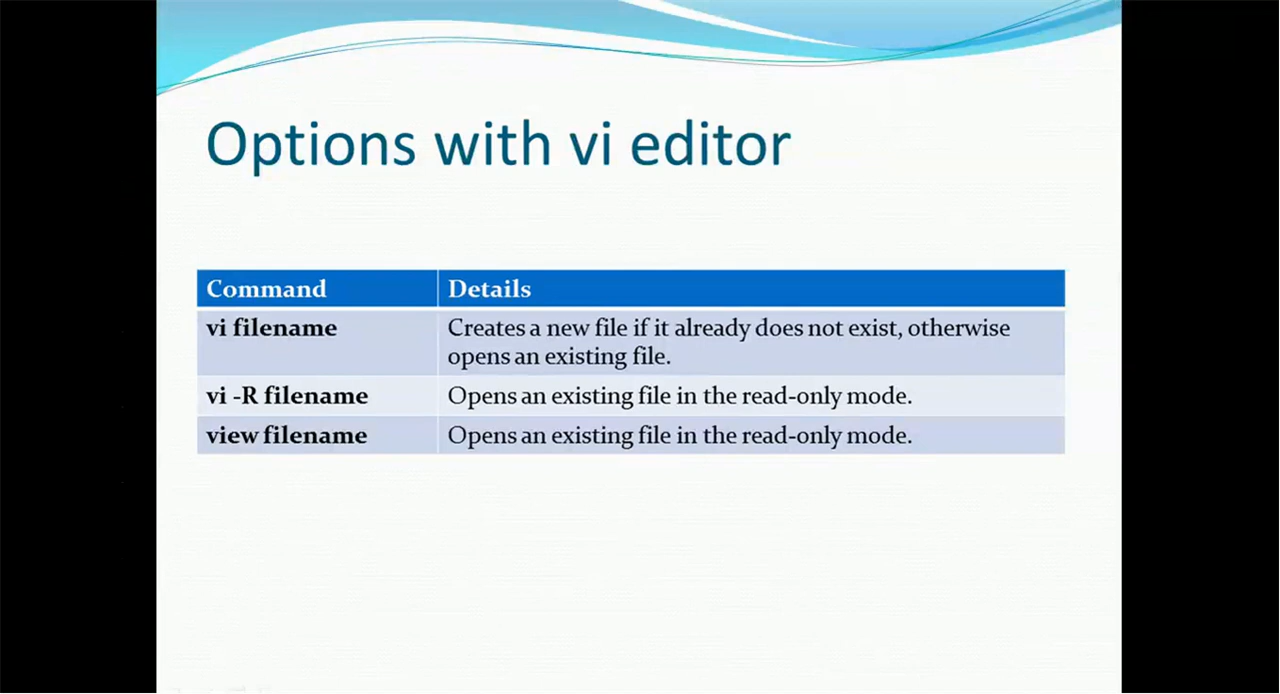 Options with vi editor
Command Details
vi filename Creates a new file if it already does not exist, otherwise
opens an existing file.
vi -R filename Opens an existing file in the read-only mode.
view filename Opens an existing file in the read-only mode.